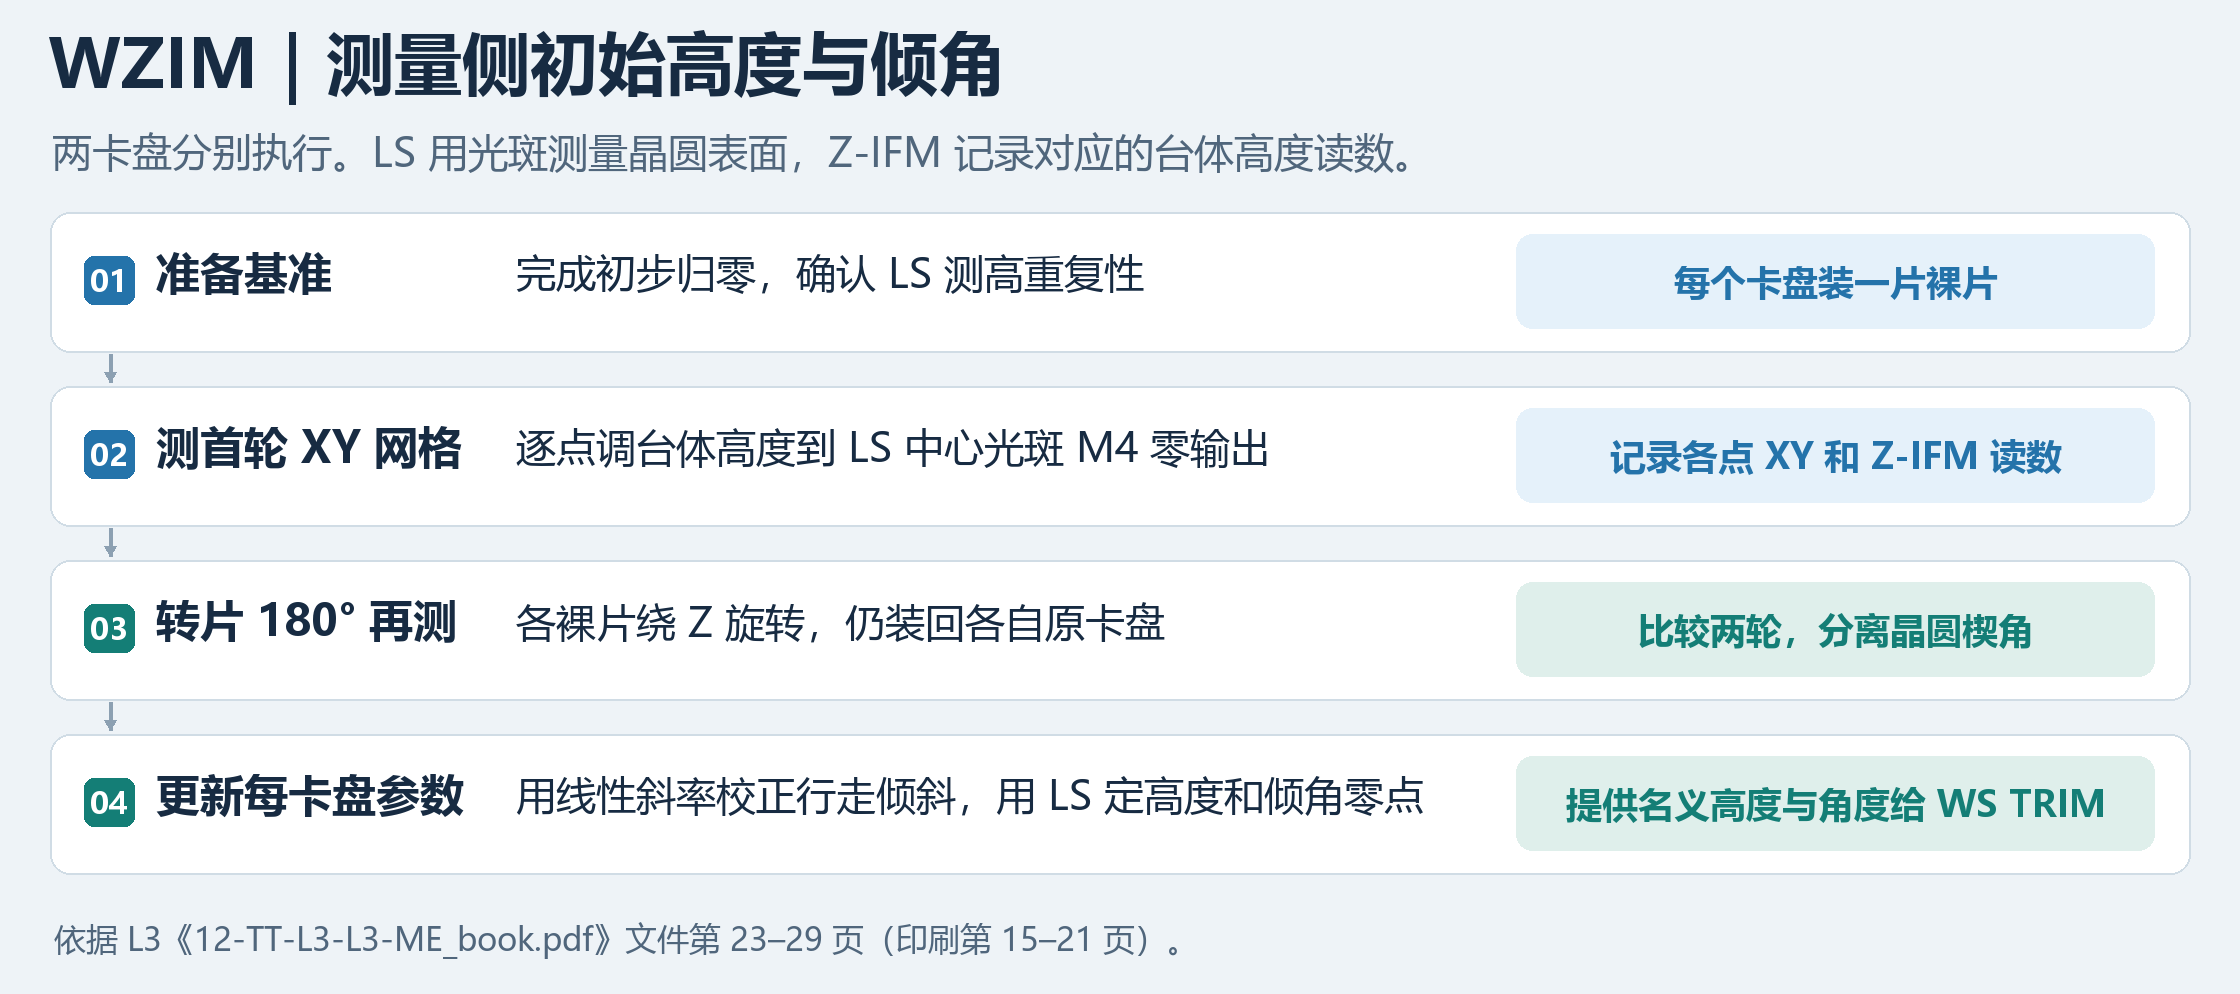 WZIM｜测量侧初始高度与倾角
两卡盘分别执行。LS 用光斑测量晶圆表面，Z-IFM 记录对应的台体高度读数。
01 准备基准 完成初步归零，确认 LS 测高重复性 每个卡盘装一片裸片
02 测首轮 XY 网格 逐点调台体高度到 LS 中心光斑 M4 零输出 记录各点 XY 和 Z-IFM 读数
03 转片 180° 再测 各裸片绕 Z 旋转，仍装回各自原卡盘 比较两轮，分离晶圆楔角
04 更新每卡盘参数 用线性斜率校正行走倾斜，用 LS 定高度和倾角零点 提供名义高度与角度给 WS TRIM
依据 L3《12-TT-L3-L3-ME_book.pdf》文件第 23–29 页（印刷第 15–21 页）。